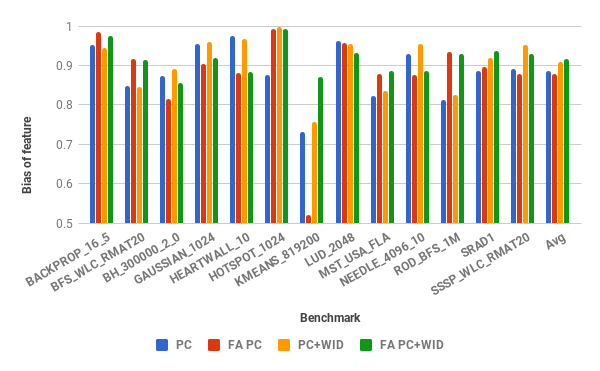 1
0.9
0.8
0.7
0.6
0.5
Bias of feature
BACKPROP_16_5
BFS_WLC_RMAT20
BH_300000_2_0
GAUSSIAN_1024
HEARTWALL_10
HOTSPOT_1024
KMEANS_819200
LUD_2048
MST_USA_FLA
NEEDLE_4096_10
ROD_BFS_1M
SRAD1
SSSP_WLC_RMAT20
Avg
Benchmark
PC FA PC PC+WID FA PC+WID